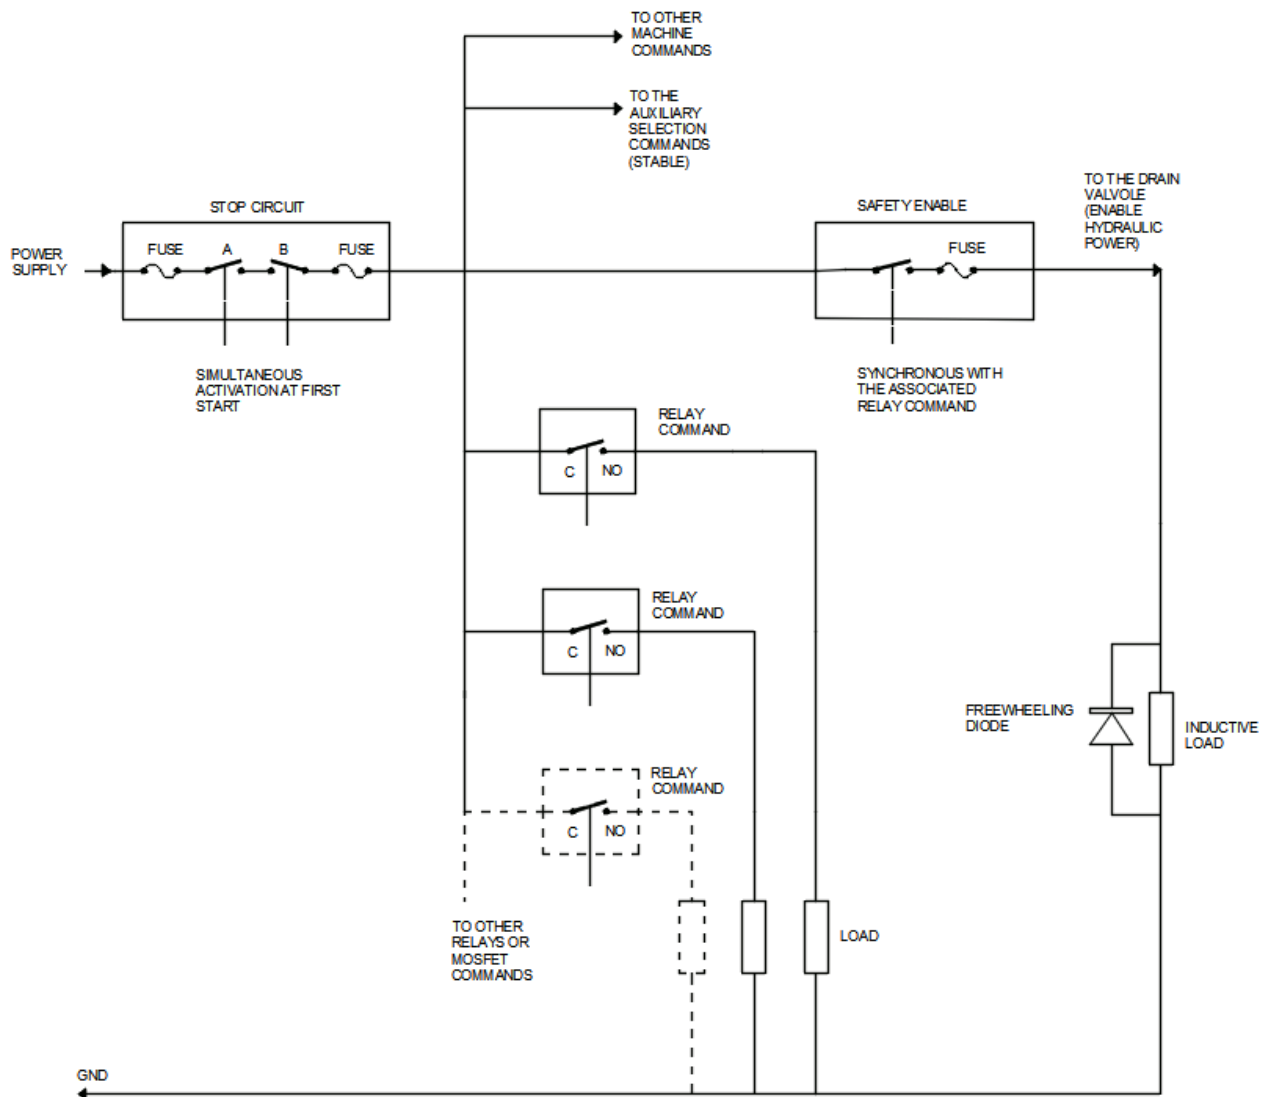 TO OTHER
MACHINE
COMMANDS
TO THE
AUXILIARY
SELECTION
COMMANDS
(STABLE)
TO THE DRAIN
VALVOLE
(ENABLE
HYDRAULIC
POWER)
STOP CIRCUIT
SAFETY ENABLE
POWER
SUPPLY
FUSE
A
B
FUSE
FUSE
SIMULTANEOUS
ACTIVATION AT FIRST
START
SYNCHRONOUS WITH
THE ASSOCIATED
RELAY COMMAND
RELAY
COMMAND
C
NO
RELAY
COMMAND
C
NO
FREEWHEELING
DIODE
INDUCTIVE
LOAD
RELAY
COMMAND
C
NO
TO OTHER
RELAYS OR
MOSFET
COMMANDS
LOAD
GND